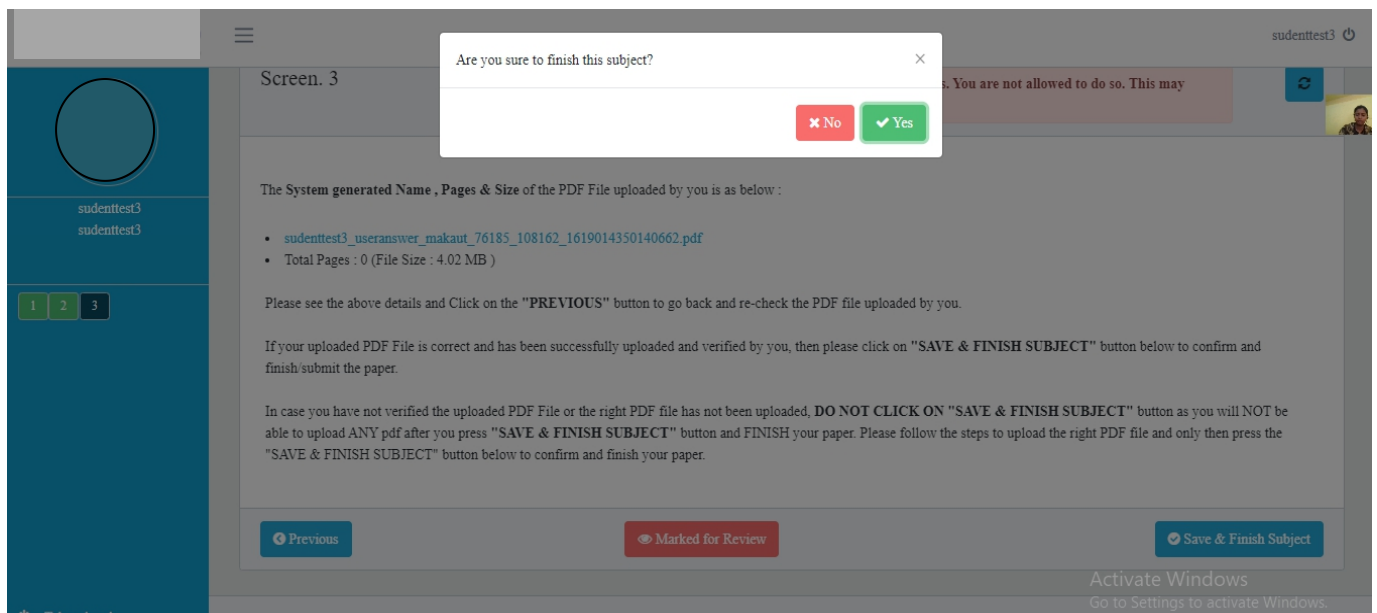 sudenttest3
Are you sure to finish this subject?
×
No
Yes
Screen. 3
s. You are not allowed to do so. This may
sudenttest3
sudenttest3
1 2 3
The System generated Name , Pages & Size of the PDF File uploaded by you is as below :
• sudenttest3_useranswer_makaut_76185_108162_1619014350140662.pdf
• Total Pages : 0 (File Size : 4.02 MB )
Please see the above details and Click on the "PREVIOUS" button to go back and re-check the PDF file uploaded by you.
If your uploaded PDF File is correct and has been successfully uploaded and verified by you, then please click on "SAVE & FINISH SUBJECT" button below to confirm and
finish/submit the paper.
In case you have not verified the uploaded PDF File or the right PDF file has not been uploaded, DO NOT CLICK ON "SAVE & FINISH SUBJECT" button as you will NOT be
able to upload ANY pdf after you press "SAVE & FINISH SUBJECT" button and FINISH your paper. Please follow the steps to upload the right PDF file and only then press the
"SAVE & FINISH SUBJECT" button below to confirm and finish your paper.
Previous
Marked for Review
Save & Finish Subject
Activate Windows
Go to Settings to activate Windows.